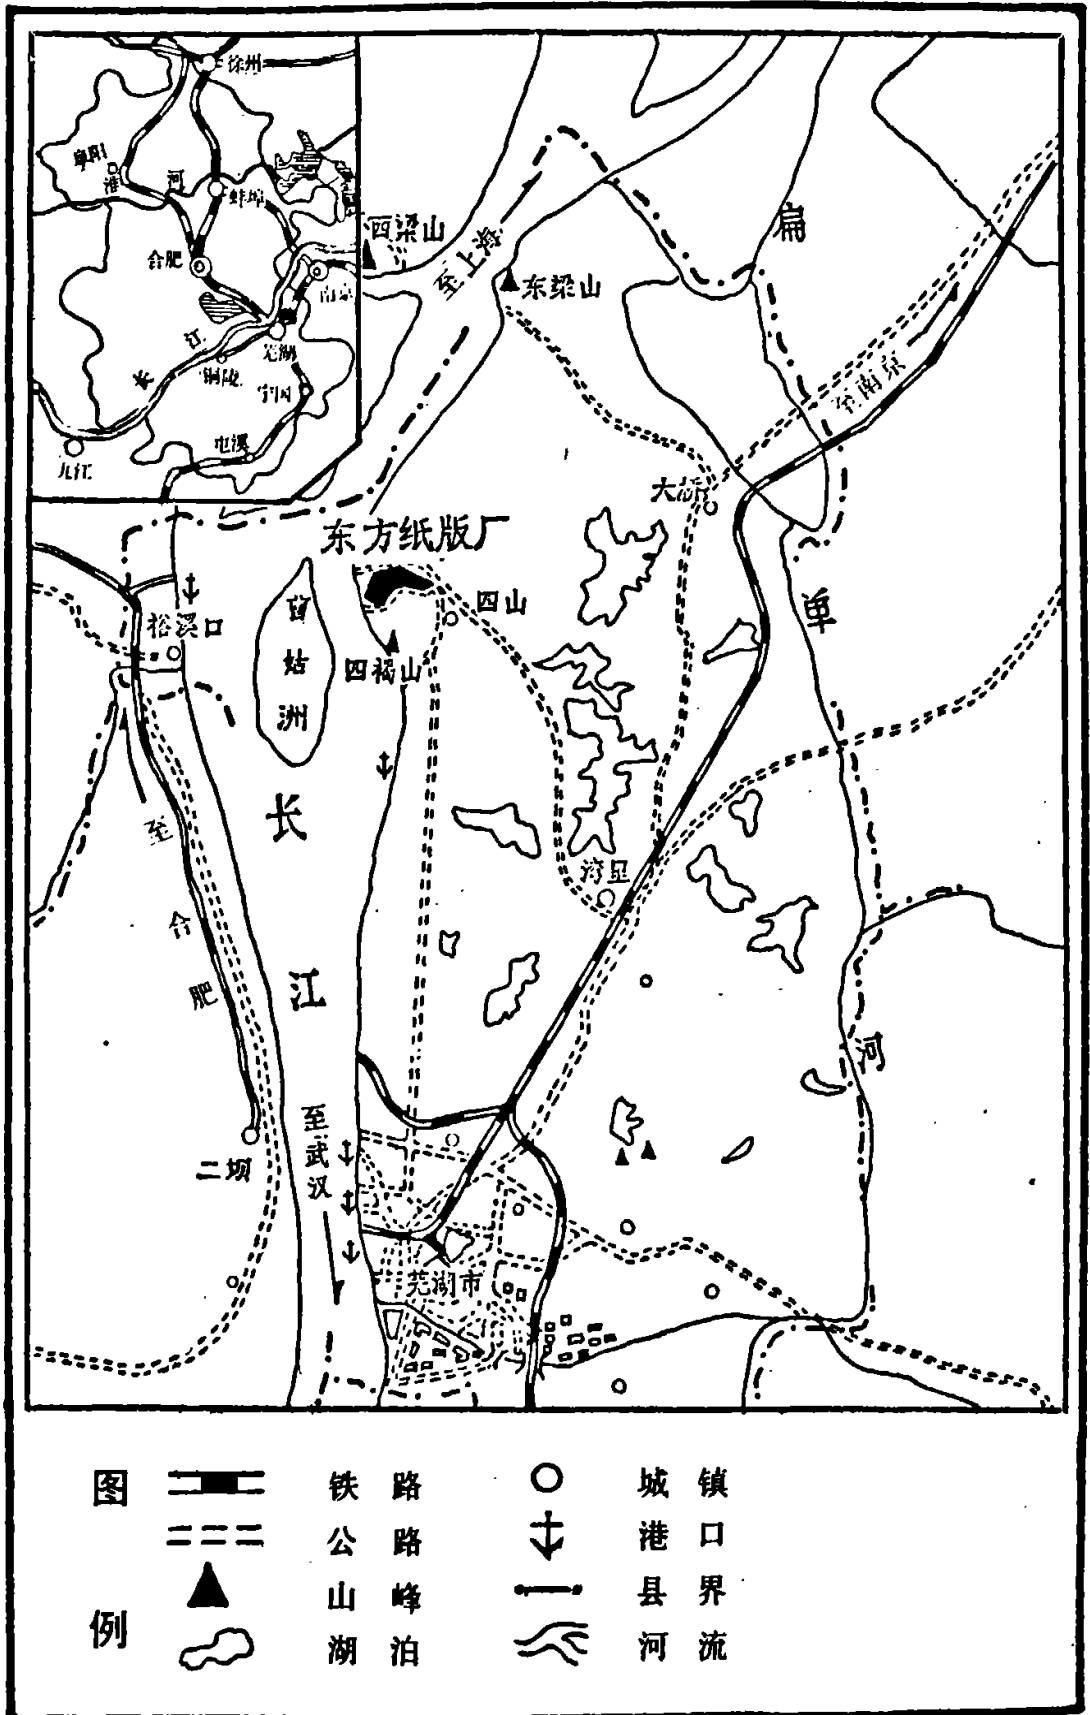 徐州
阜阳
淮
河
蚌埠
合肥
南京
江
芜湖
长
铜陵
宁国
屯溪
九江
西梁山
至上海
东梁山
扁
至南京
大桥
东方纸版厂
四山
裕溪口
曹
姑
洲
四褐山
单
长
至
合
肥
湾里
江
河
至
武
汉
二坝
芜湖市
图
例
铁路
城镇
公路
港口
山峰
县界
湖泊
河流